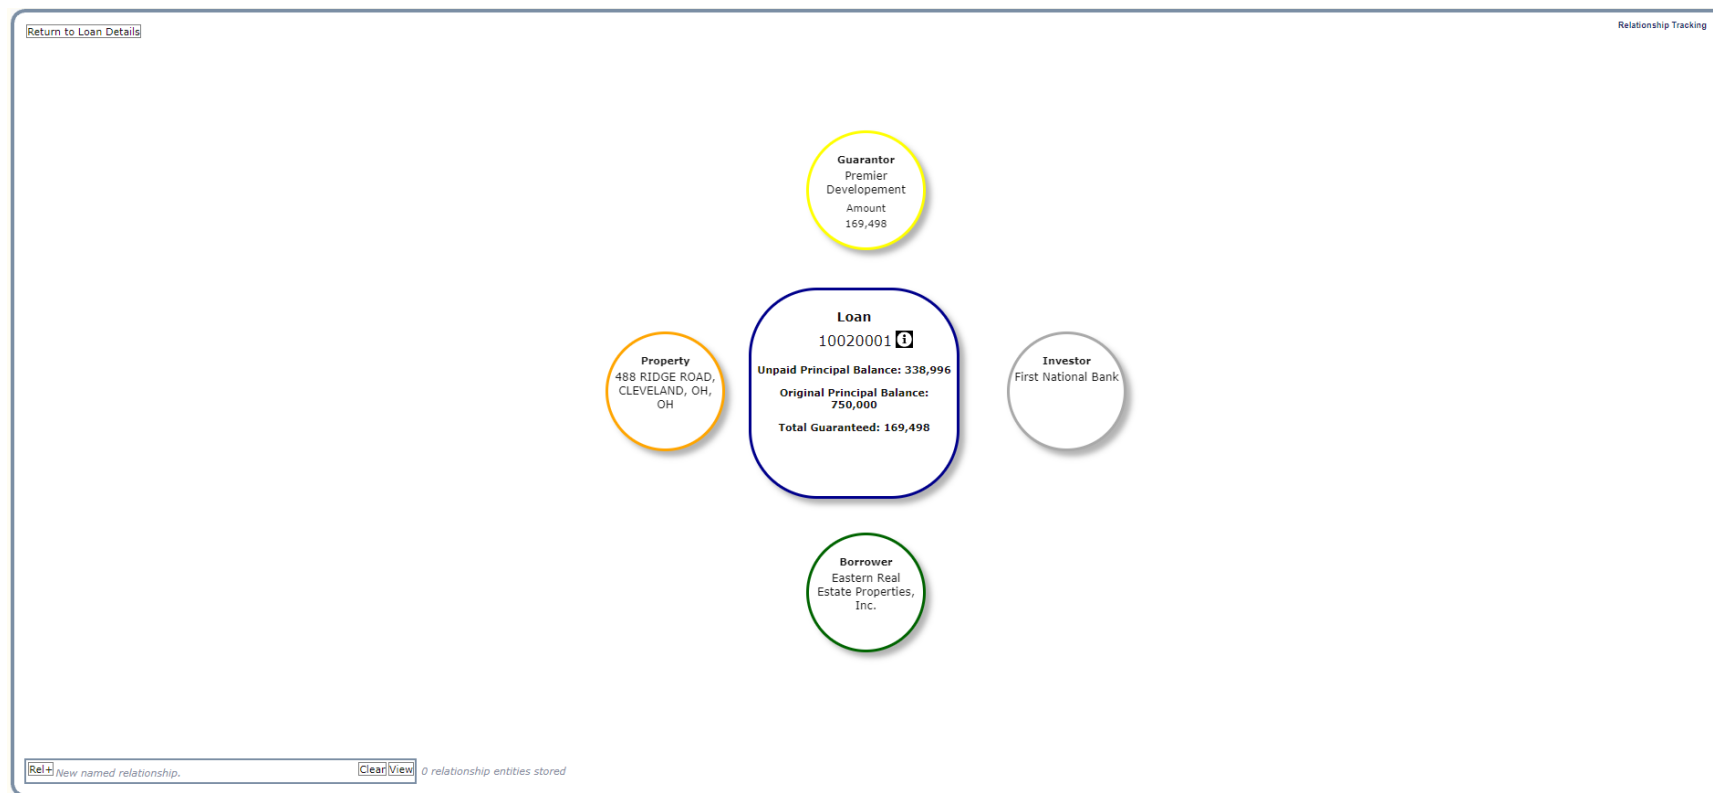 Return to Loan Details
Relationship Tracking
Guarantor
Premier
Developement
Amount
169,498
Loan
10020001
Unpaid Principal Balance: 338,996
Original Principal Balance:
750,000
Total Guaranteed: 169,498
Property
488 RIDGE ROAD,
CLEVELAND, OH,
OH
Investor
First National Bank
Borrower
Eastern Real
Estate Properties,
Inc.
Rel+ New named relationship. Clear View 0 relationship entities stored